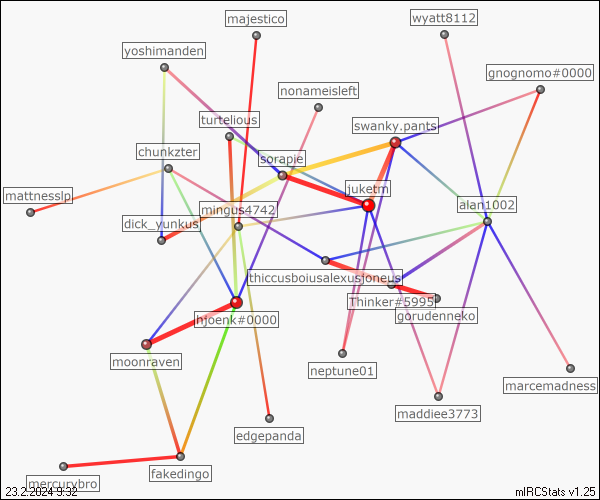 majestico
wyatt8112
yoshimanden
gnognomo#0000
nonameisleft
turtelious
swanky.pants
chunkzter
sorapie
juketm
mattnesslp
alan1002
mingus4742
dick_yunkus
thiccusboiusalexusjoneus
Thinker#5995
gorudenneko
hjoenk#0000
moonraven
neptune01
marcemadness
maddiee3773
edgepanda
fakedingo
mercurybro
23.2.2024 9:32
mIRCStats v1.25